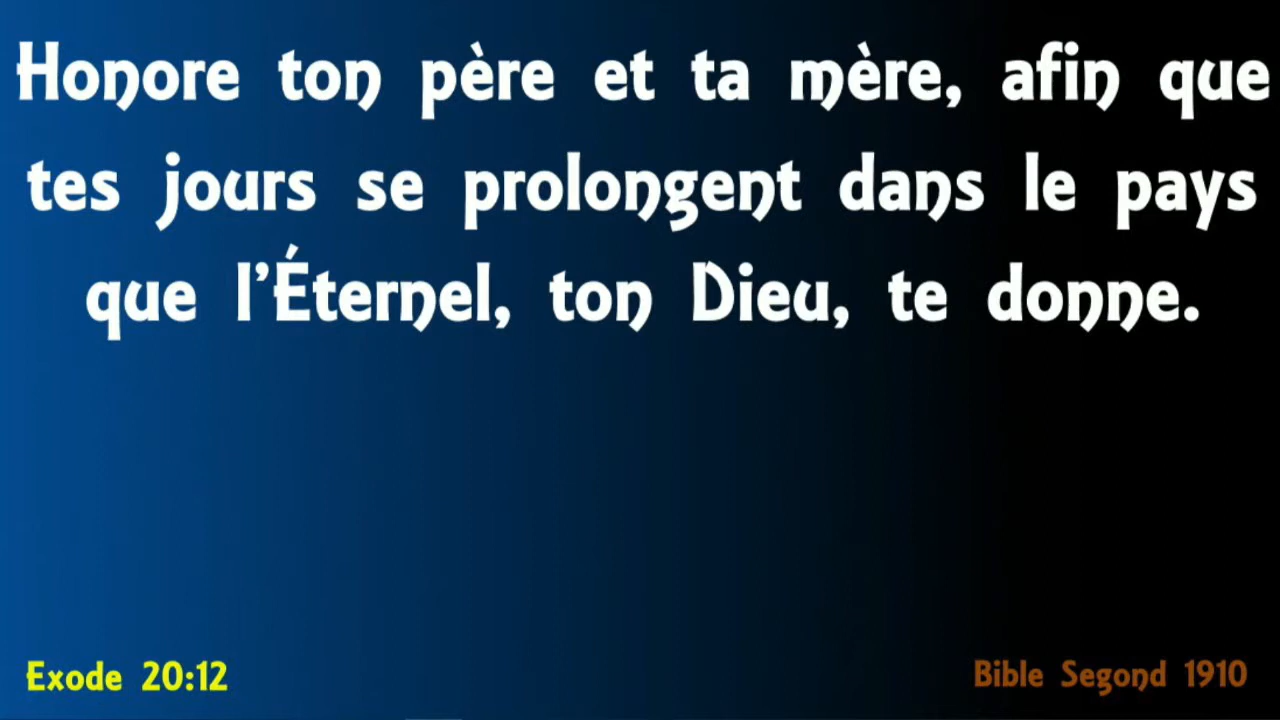 Honore ton père et ta mère, afin que
tes jours se prolongent dans le pays
que l’Éternel, ton Dieu, te donne.
Exode 20:12
Bible Segond 1910